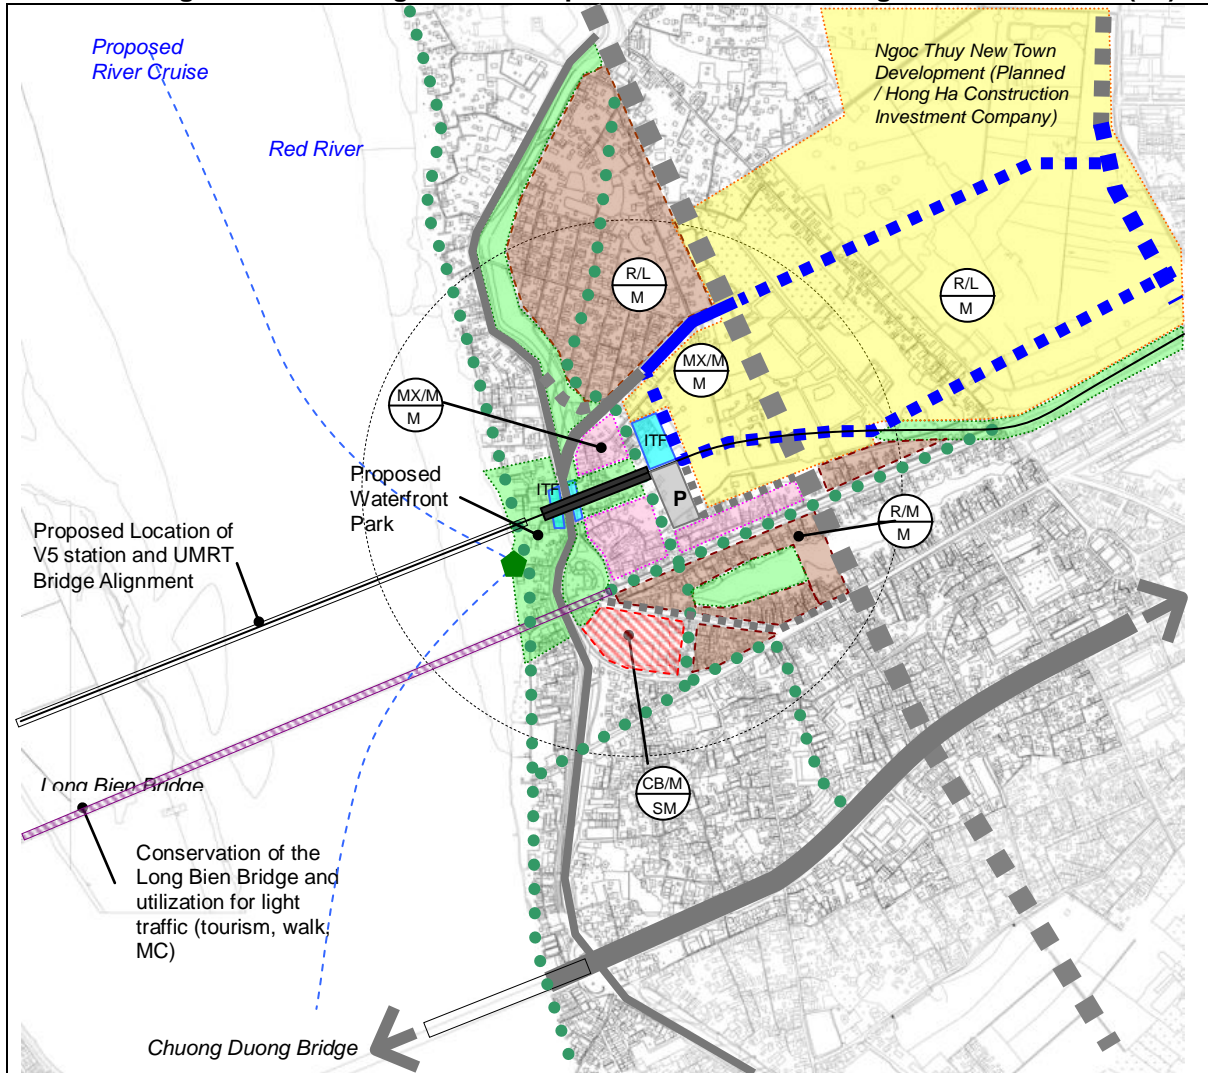 Proposed
River Cruise
Ngoc Thuy New Town
Development (Planned
/ Hong Ha Construction
Investment Company)
Red River
R/L
M
R/L
M
MX/M
M
MX/M
M
ITF
Proposed
Waterfront
Park
ITF
P
R/M
M
Proposed Location of
V5 station and UMRT
Bridge Alignment
Long Bien Bridge
CB/M
SM
Conservation of the
Long Bien Bridge and
utilization for light
traffic (tourism, walk,
MC)
Chuong Duong Bridge